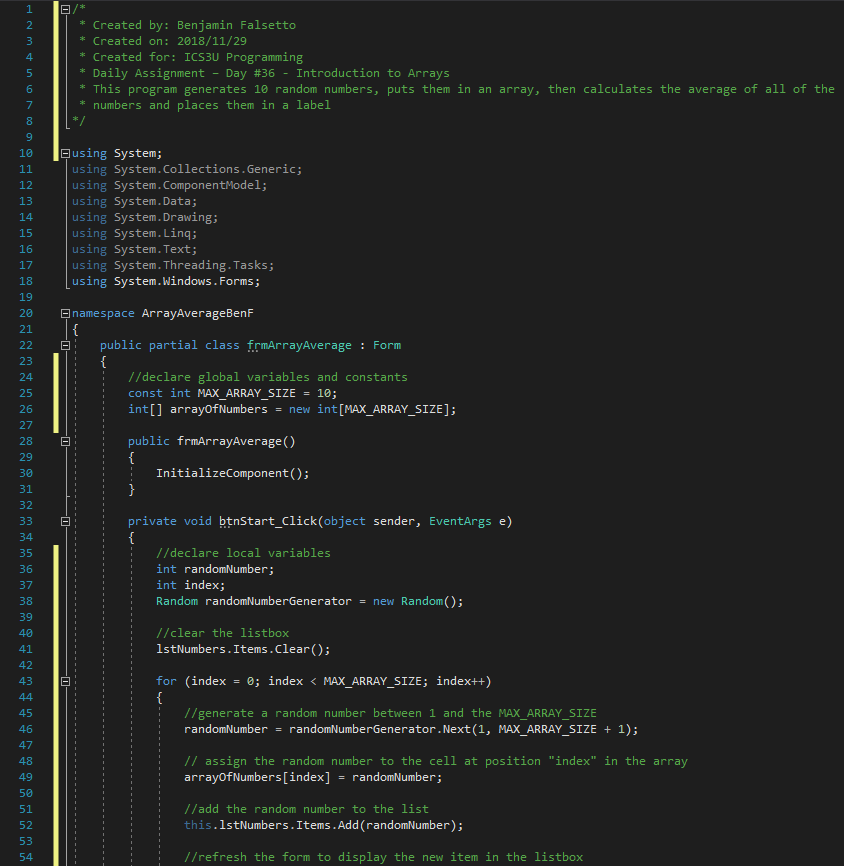 1 /*
2 * Created by: Benjamin Falsetto
3 * Created on: 2018/11/29
4 * Created for: ICS3U Programming
5 * Daily Assignment – Day #36 - Introduction to Arrays
6 * This program generates 10 random numbers, puts them in an array, then calculates the average of all of the
7 * numbers and places them in a label
8 */
9
10 using System;
11 using System.Collections.Generic;
12 using System.ComponentModel;
13 using System.Data;
14 using System.Drawing;
15 using System.Linq;
16 using System.Text;
17 using System.Threading.Tasks;
18 using System.Windows.Forms;
19
20 namespace ArrayAverageBenF
21 {
22 public partial class frmArrayAverage : Form
23 {
24 //declare global variables and constants
25 const int MAX_ARRAY_SIZE = 10;
26 int[] arrayOfNumbers = new int[MAX_ARRAY_SIZE];
27
28 public frmArrayAverage()
29 {
30 InitializeComponent();
31 }
32
33 private void btnStart_Click(object sender, EventArgs e)
34 {
35 //declare local variables
36 int randomNumber;
37 int index;
38 Random randomNumberGenerator = new Random();
39
40 //clear the listbox
41 lstNumbers.Items.Clear();
42
43 for (index = 0; index < MAX_ARRAY_SIZE; index++)
44 {
45 //generate a random number between 1 and the MAX_ARRAY_SIZE
46 randomNumber = randomNumberGenerator.Next(1, MAX_ARRAY_SIZE + 1);
47
48 // assign the random number to the cell at position "index" in the array
49 arrayOfNumbers[index] = randomNumber;
50
51 //add the random number to the list
52 this.lstNumbers.Items.Add(randomNumber);
53
54 //refresh the form to display the new item in the listbox